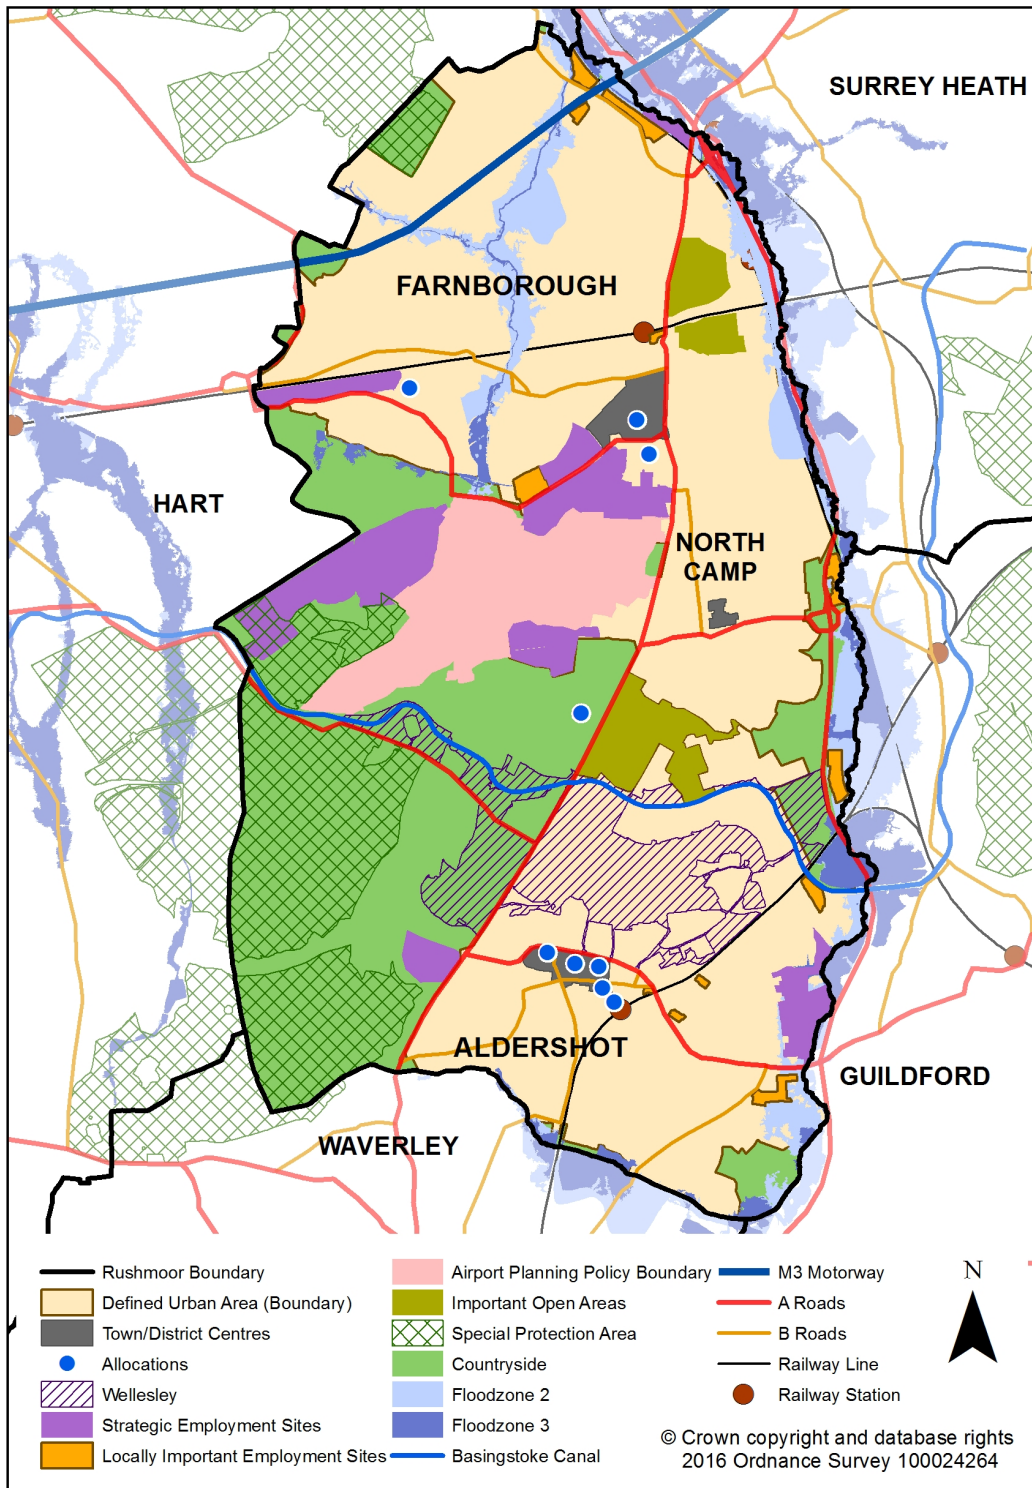 SURREY HEATH
FARNBOROUGH
HART
NORTH
CAMP
ALDERSHOT
GUILDFORD
WAVERLEY
Rushmoor Boundary
Defined Urban Area (Boundary)
Town/District Centres
Allocations
Wellesley
Strategic Employment Sites
Locally Important Employment Sites
Airport Planning Policy Boundary
Important Open Areas
Special Protection Area
Countryside
Floodzone 2
Floodzone 3
Basingstoke Canal
M3 Motorway
A Roads
B Roads
Railway Line
Railway Station
N
© Crown copyright and database rights
2016 Ordnance Survey 100024264